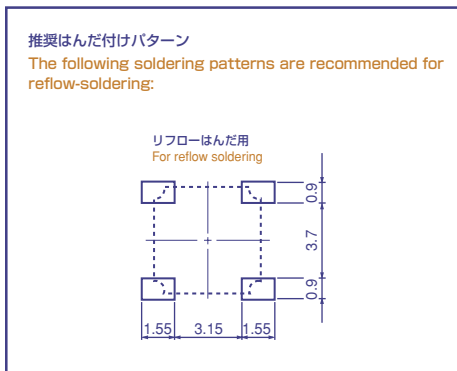 推奨はんだ付けパターン
The following soldering patterns are recommended for
reflow-soldering:
リフローはんだ用
For reflow soldering
0.9
3.7
0.9
1.55
3.15
1.55